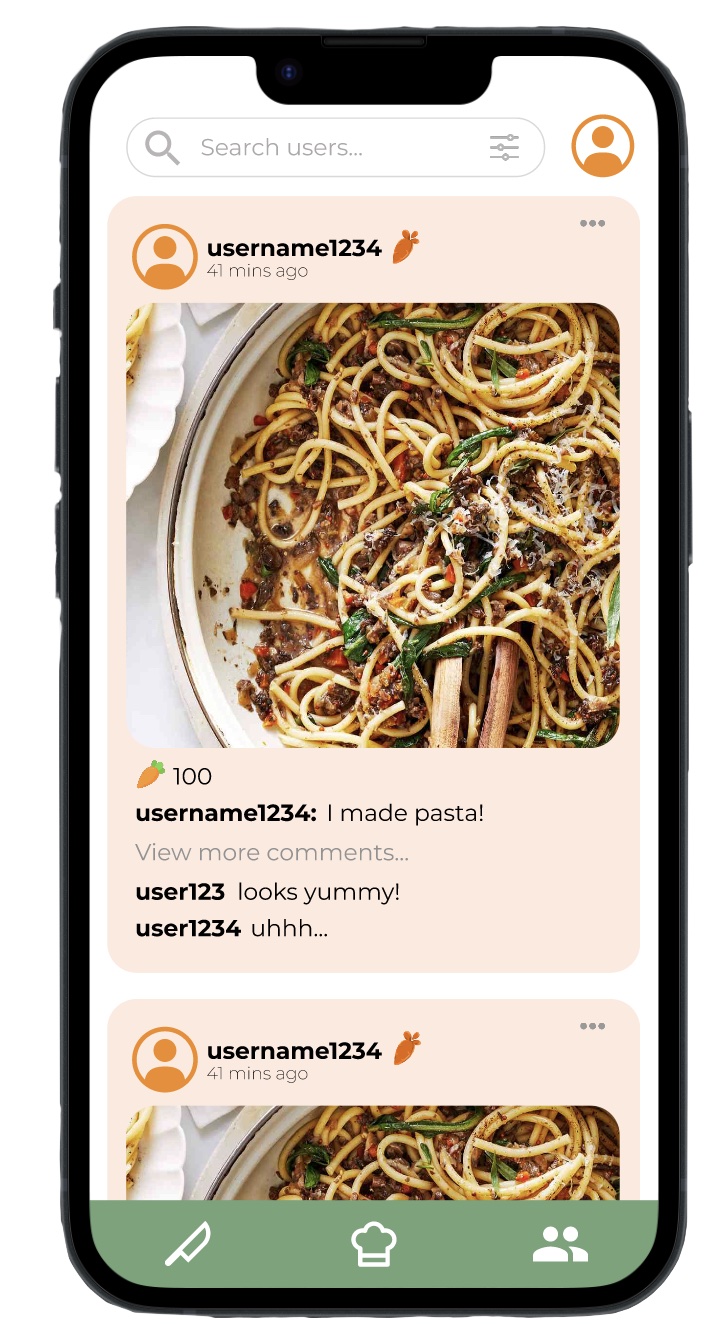 Search users...
username1234
41 mins ago
100
username1234: I made pasta!
View more comments...
user123 looks yummy!
user1234 uhhh...
username1234
41 mins ago